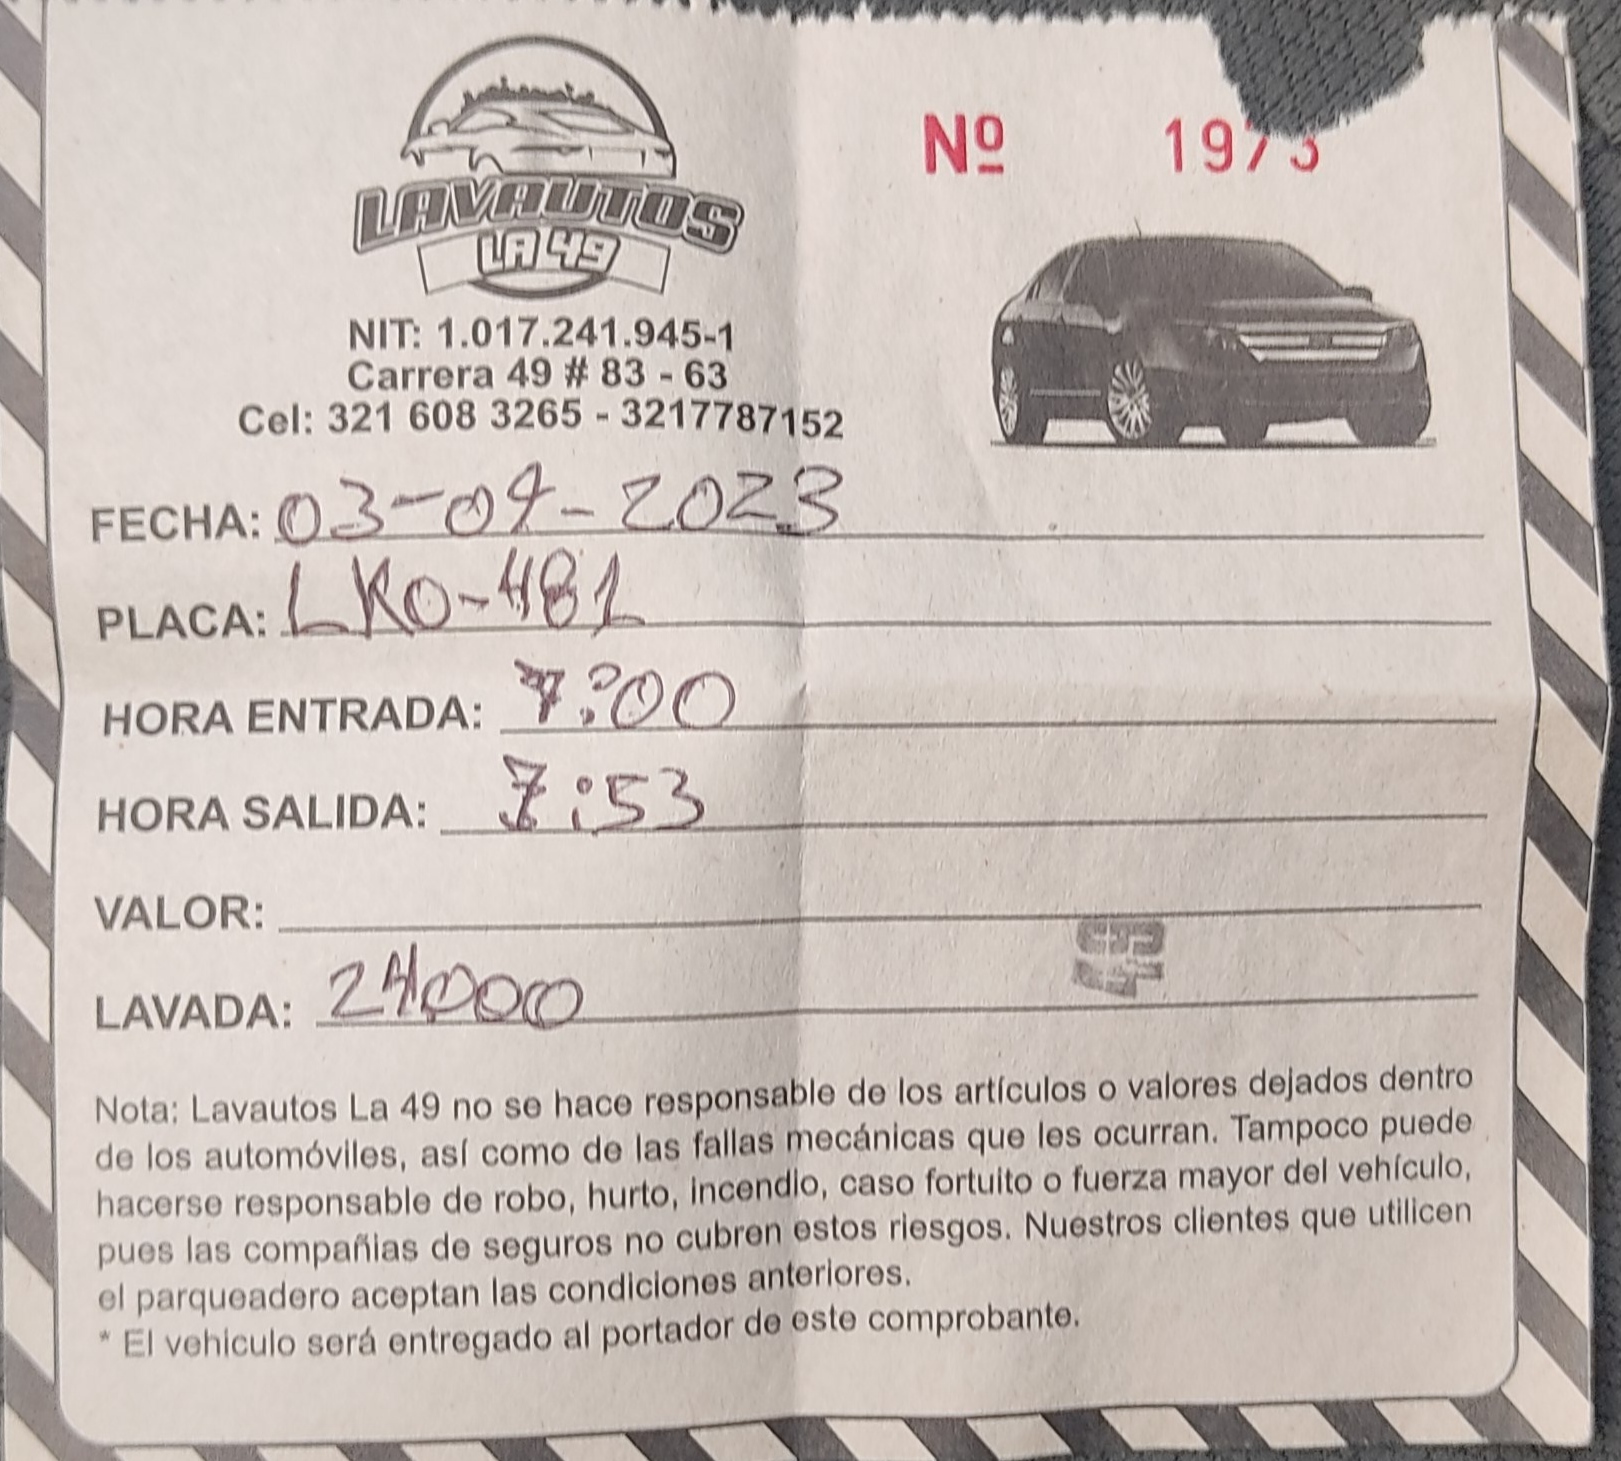 LAVAUTOS
LA 49
Nº
NIT: 1.017.241.945-1
Carrera 49 # 83 - 63
Cel: 321 608 3265 - 3217787152
FECHA: 03-09-2023
PLACA: LKO-481
HORA ENTRADA: 7:00
HORA SALIDA: 7:53
VALOR:
LAVADA: 24000
Nota: Lavautos La 49 no se hace responsable de los artículos o valores dejados dentro
de los automóviles, así como de las fallas mecánicas que les ocurran. Tampoco puede
hacerse responsable de robo, hurto, incendio, caso fortuito o fuerza mayor del vehículo,
pues las compañias de seguros no cubren estos riesgos. Nuestros clientes que utilicen
el parqueadero aceptan las condiciones anteriores.
* El vehiculo será entregado al portador de este comprobante.